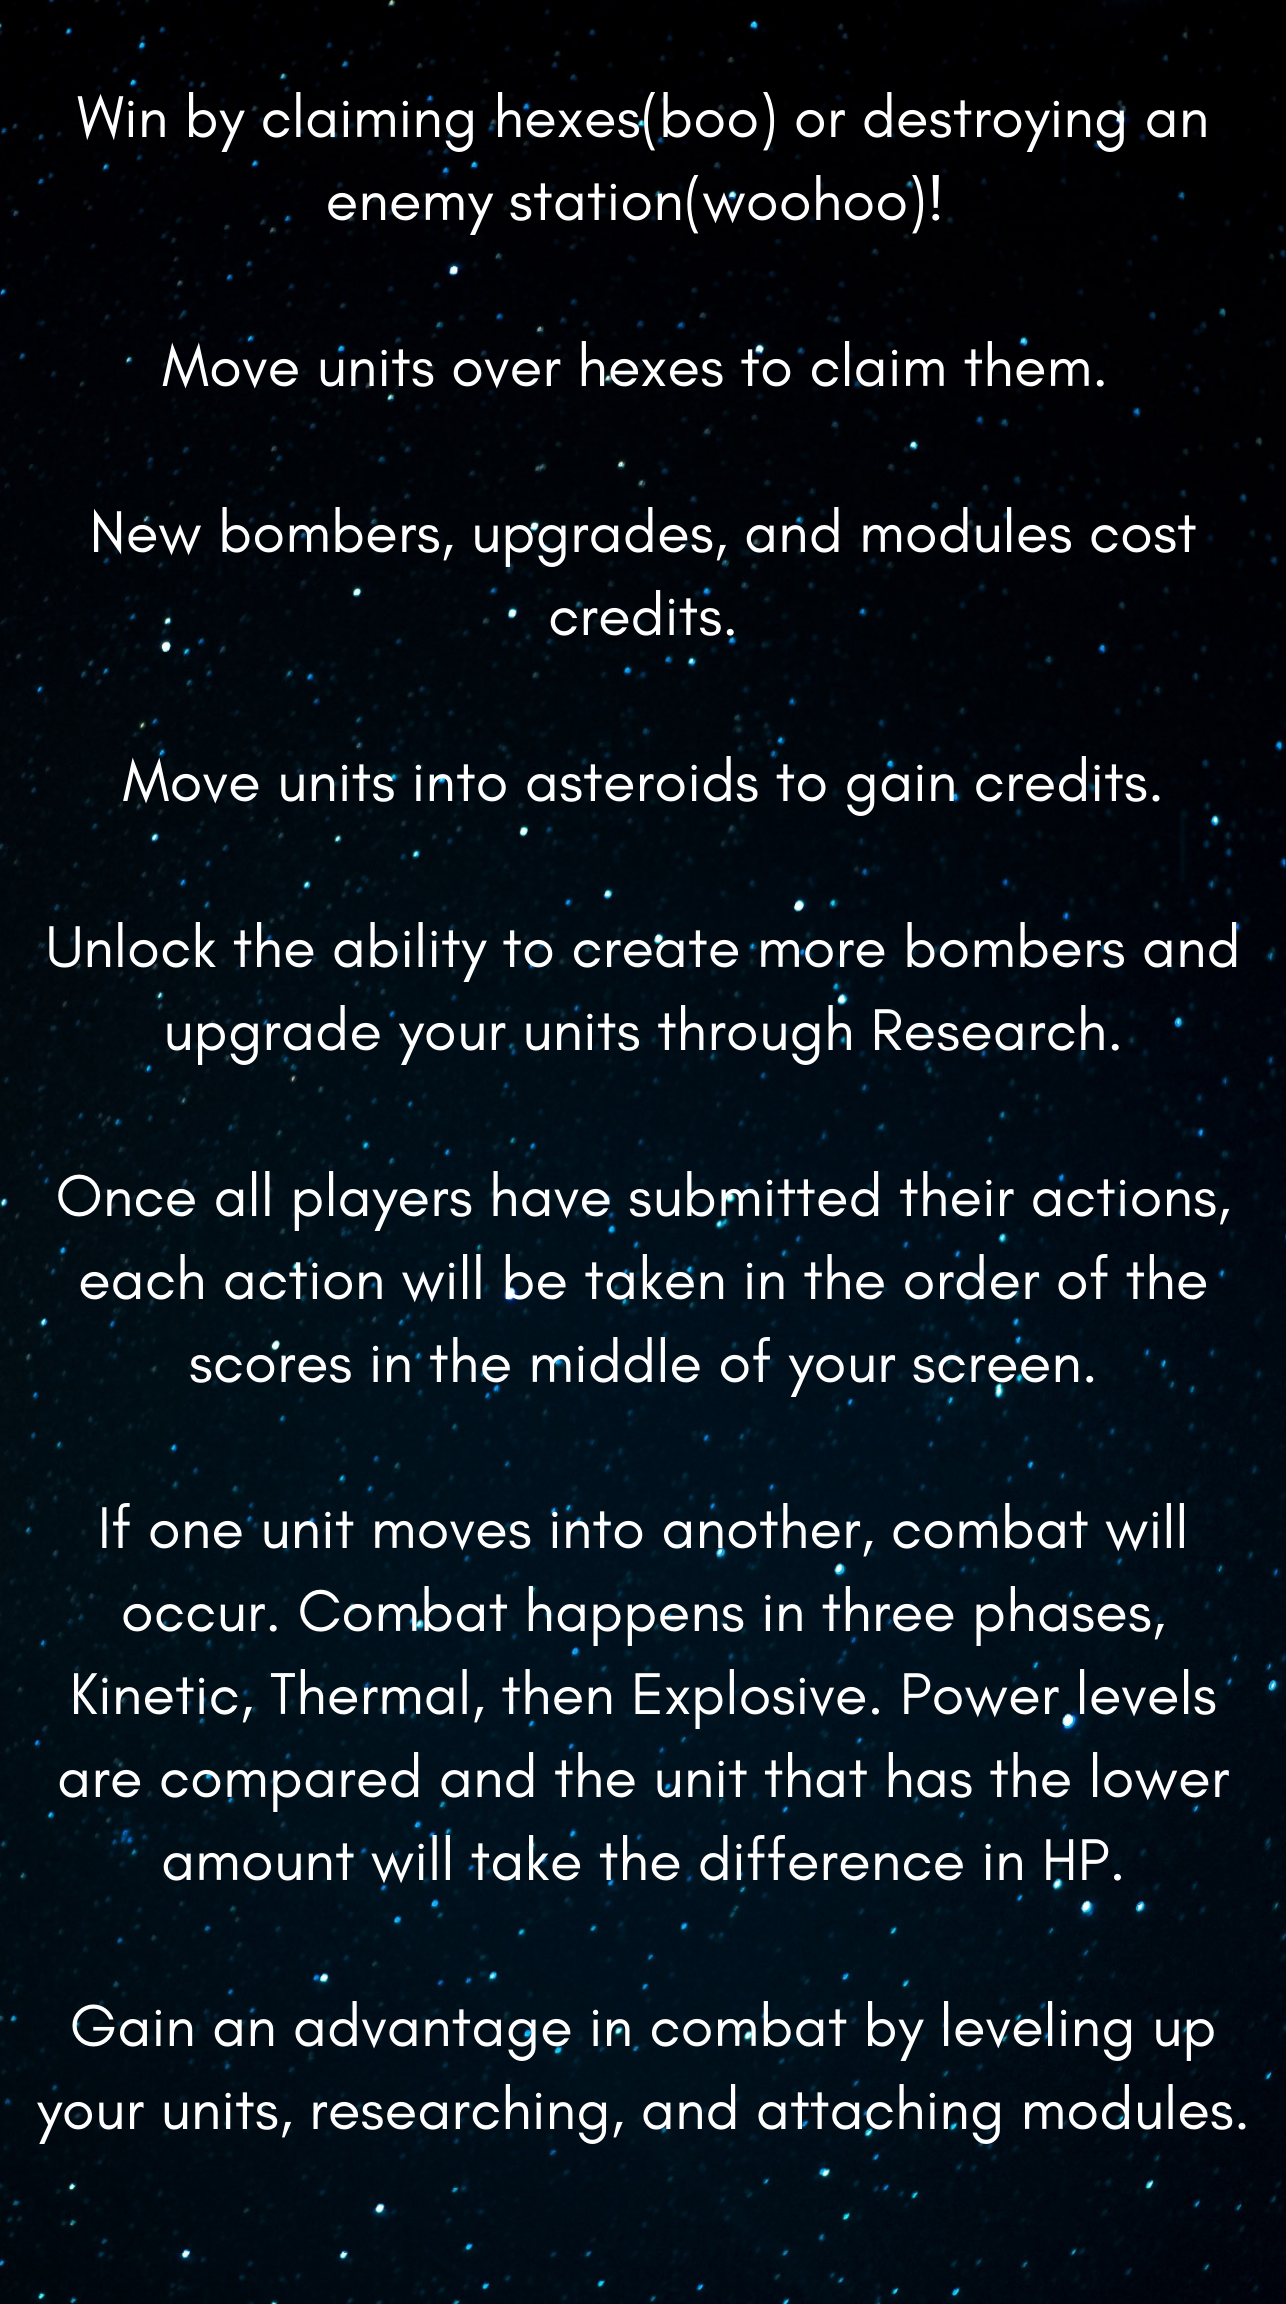 Win by claiming hexes(boo) or destroying an
enemy station(woohoo)!
Move units over hexes to claim them.
New bombers, upgrades, and modules cost
credits.
Move units into asteroids to gain credits.
Unlock the ability to create more bombers and
upgrade your units through Research.
Once all players have submitted their actions,
each action will be taken in the order of the
scores in the middle of your screen.
If one unit moves into another, combat will
occur. Combat happens in three phases,
Kinetic, Thermal, then Explosive. Power levels
are compared and the unit that has the lower
amount will take the difference in HP.
Gain an advantage in combat by leveling up
your units, researching, and attaching modules.